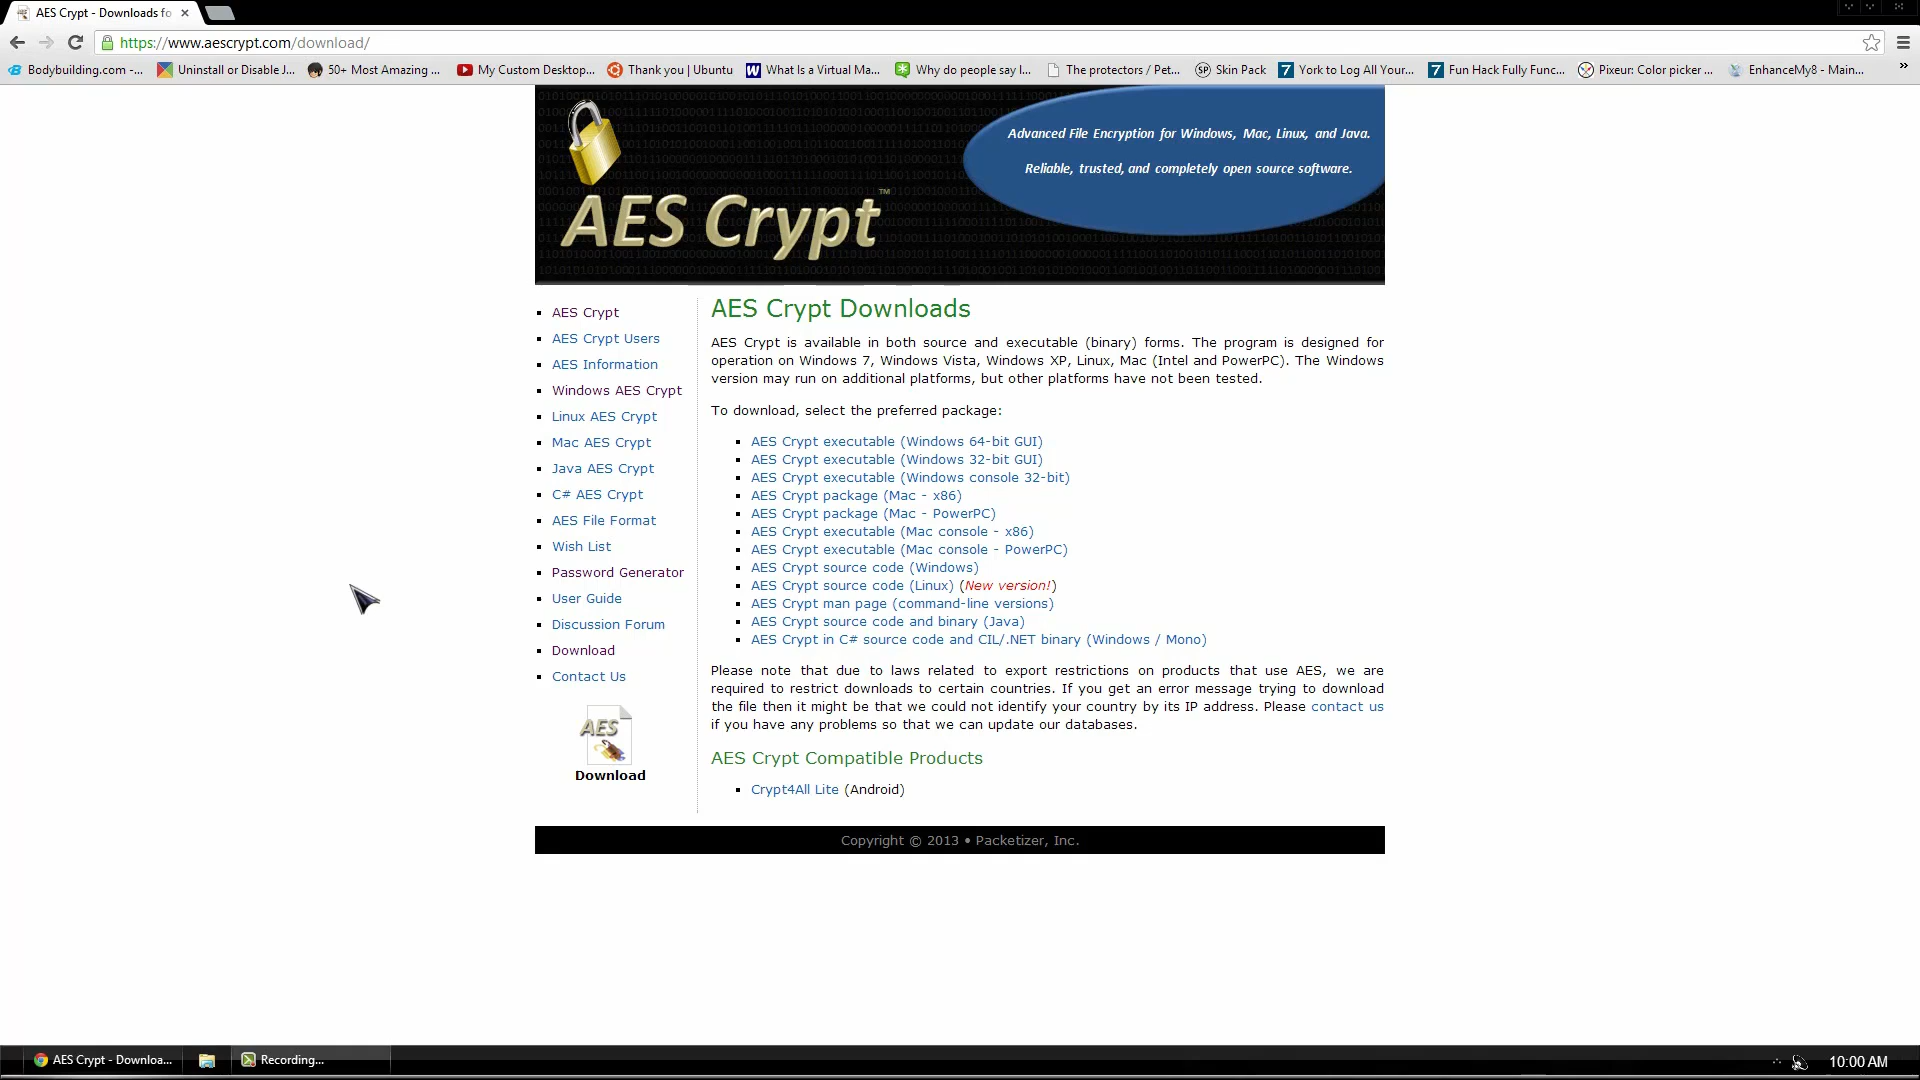 AES Crypt - Downloads fo
https://www.aescrypt.com/download/
Bodybuilding.com -...
Uninstall or Disable J...
50+ Most Amazing ...
My Custom Desktop...
Thank you | Ubuntu
W What Is a Virtual Ma...
Why do people say I...
The protectors / Pet...
SP Skin Pack
7 York to Log All Your...
7 Fun Hack Fully Func...
Pixeur: Color picker ...
EnhanceMy8 - Main...
»
Advanced File Encryption for Windows, Mac, Linux, and Java.
Reliable, trusted, and completely open source software.
AES Crypt™
AES Crypt
AES Crypt Users
AES Information
Windows AES Crypt
Linux AES Crypt
Mac AES Crypt
Java AES Crypt
C# AES Crypt
AES File Format
Wish List
Password Generator
User Guide
Discussion Forum
Download
Contact Us
AES
Download
AES Crypt Downloads
AES Crypt is available in both source and executable (binary) forms. The program is designed for
operation on Windows 7, Windows Vista, Windows XP, Linux, Mac (Intel and PowerPC). The Windows
version may run on additional platforms, but other platforms have not been tested.
To download, select the preferred package:
AES Crypt executable (Windows 64-bit GUI)
AES Crypt executable (Windows 32-bit GUI)
AES Crypt executable (Windows console 32-bit)
AES Crypt package (Mac - x86)
AES Crypt package (Mac - PowerPC)
AES Crypt executable (Mac console - x86)
AES Crypt executable (Mac console - PowerPC)
AES Crypt source code (Windows)
AES Crypt source code (Linux) (New version!)
AES Crypt man page (command-line versions)
AES Crypt source code and binary (Java)
AES Crypt in C# source code and CIL/.NET binary (Windows / Mono)
Please note that due to laws related to export restrictions on products that use AES, we are
required to restrict downloads to certain countries. If you get an error message trying to download
the file then it might be that we could not identify your country by its IP address. Please contact us
if you have any problems so that we can update our databases.
AES Crypt Compatible Products
Crypt4All Lite (Android)
Copyright © 2013 • Packetizer, Inc.
AES Crypt - Downloa...
Recording...
10:00 AM